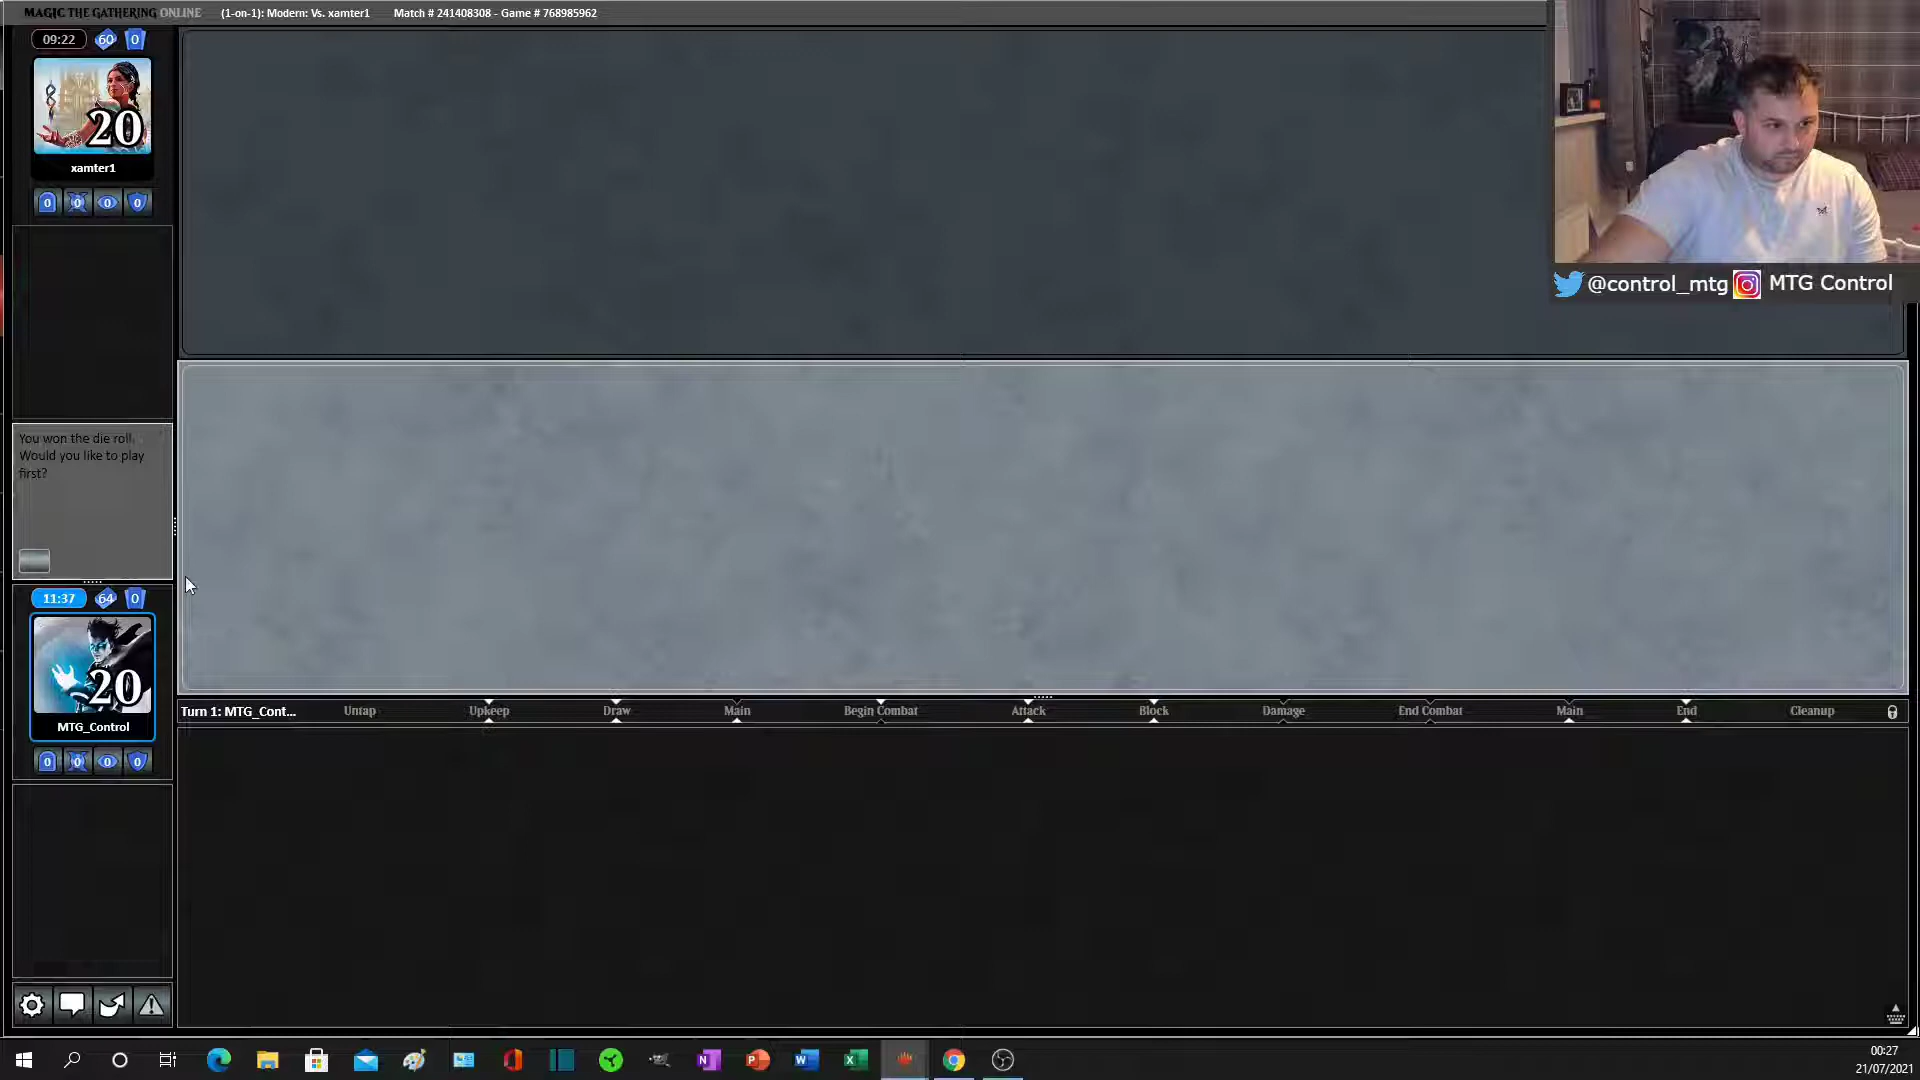 MAGIC THE GATHERING ONLINE (1-on-1): Modern: Vs. xamter1 Match # 241408308 - Game # 768985962
09:22 60 0
20
xamter1
0 0 0 0
@control_mtg MTG Control
You won the die roll.
Would you like to play
first?
11:37 64 0
20
MTG_Control
Turn 1: MTG_Cont... Untap Upkeep Draw Main Begin Combat Attack Block Damage End Combat Main End Cleanup
0 0 0 0
00:27
21/07/2021